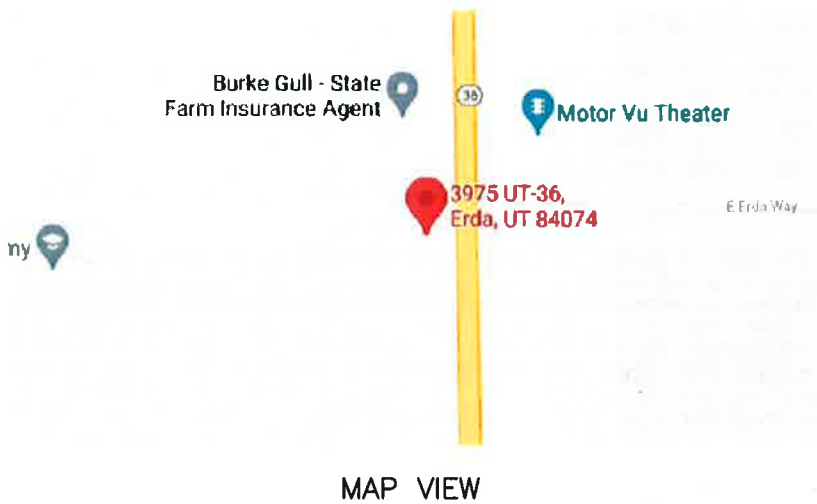 Burke Gull - State
Farm Insurance Agent
36
Motor Vu Theater
3975 UT-36,
Erda, UT 84074
E Erda Way
ny
MAP VIEW